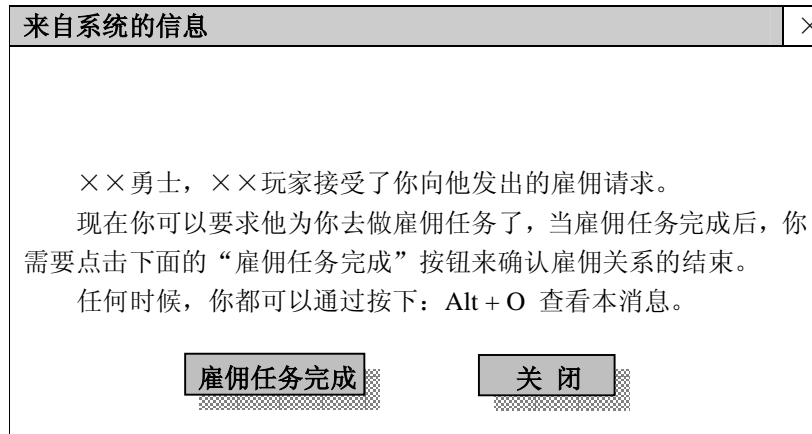 来自系统的信息 ×
××勇士，××玩家接受了你向他发出的雇佣请求。
现在你可以要求他为你去做雇佣任务了，当雇佣任务完成后，你
需要点击下面的“雇佣任务完成”按钮来确认雇佣关系的结束。
任何时候，你都可以通过按下：Alt + O 查看本消息。
雇佣任务完成 关 闭